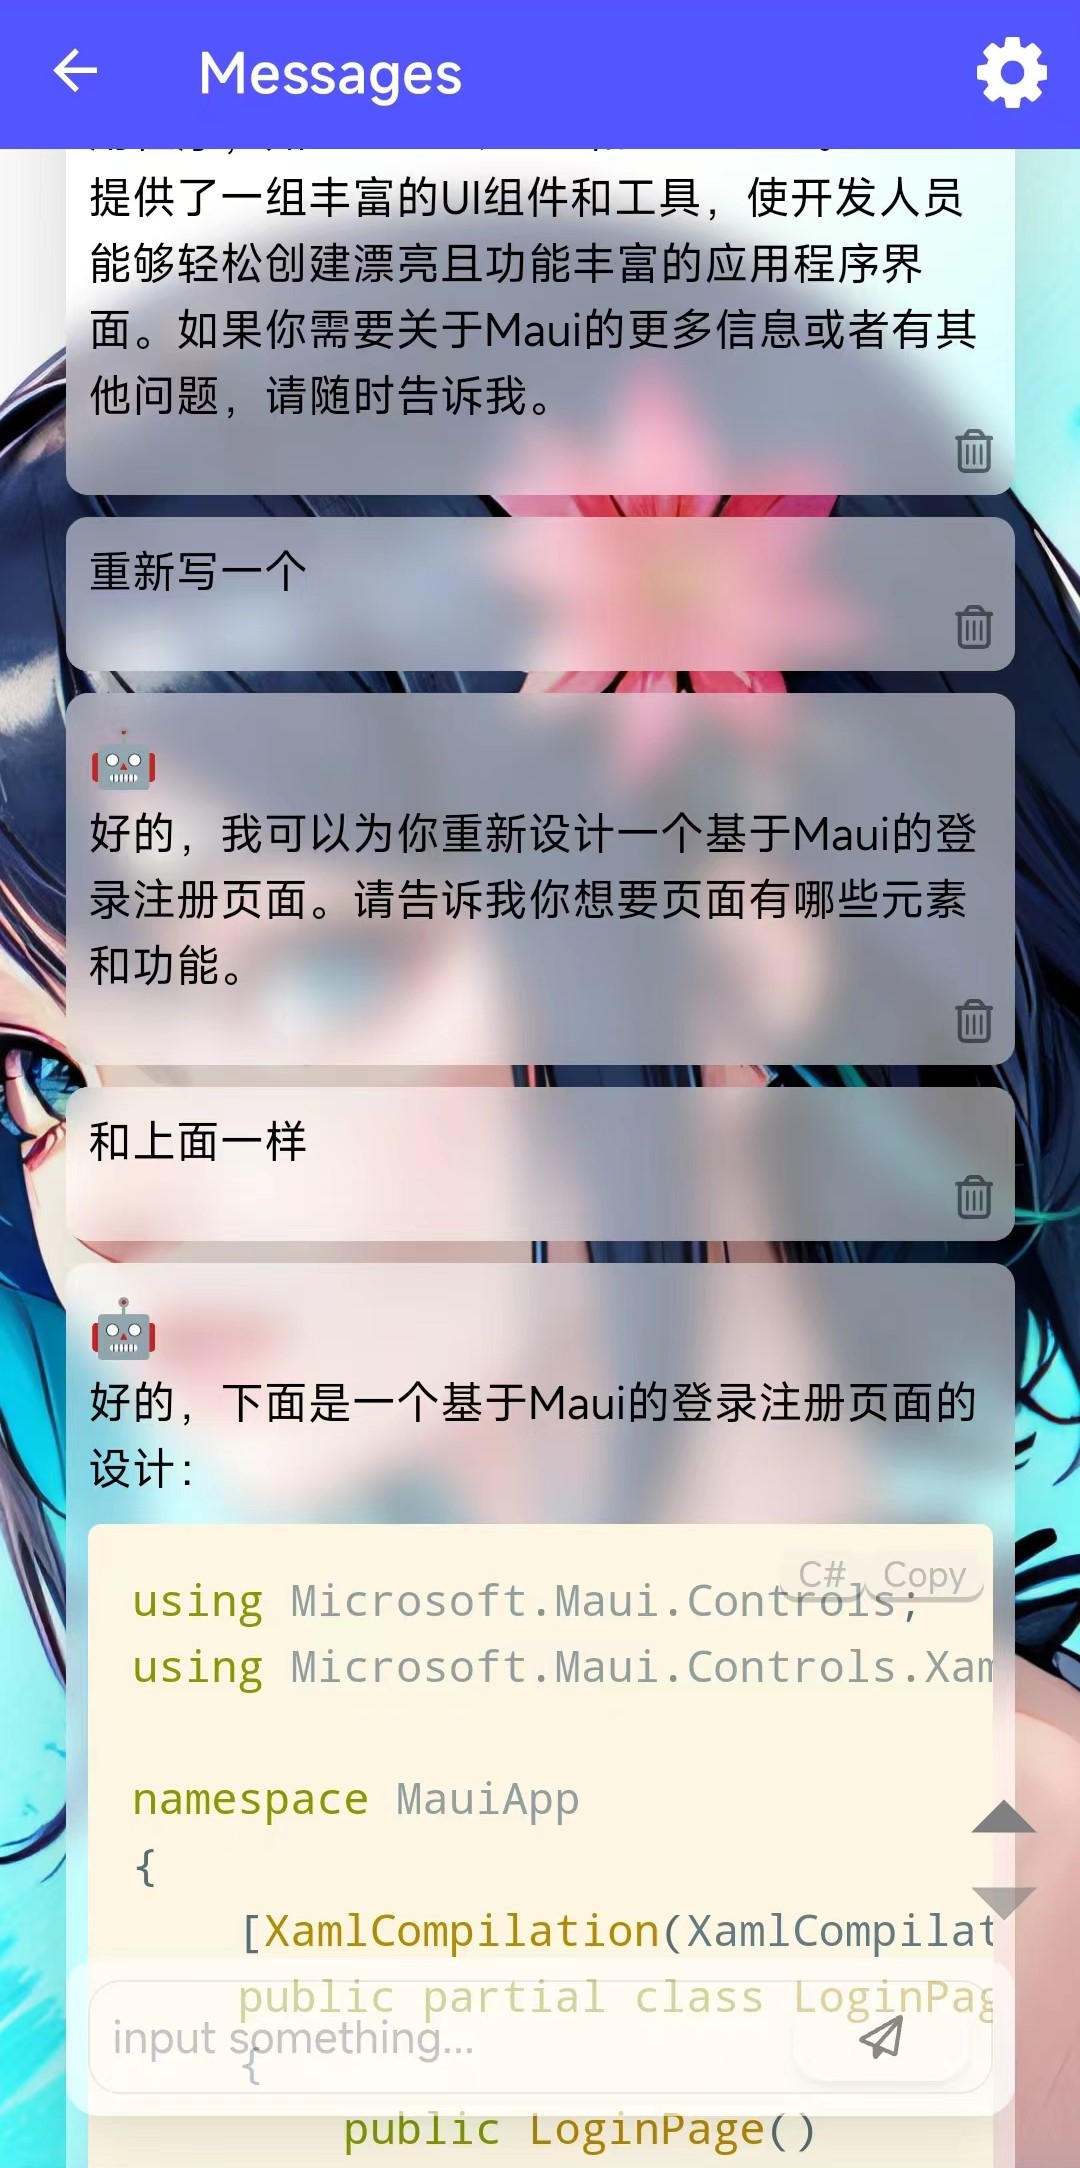 Messages
提供了一组丰富的UI组件和工具，使开发人员
能够轻松创建漂亮且功能丰富的应用程序界
面。如果你需要关于Maui的更多信息或者有其
他问题，请随时告诉我。
重新写一个
好的，我可以为你重新设计一个基于Maui的登
录注册页面。请告诉我你想要页面有哪些元素
和功能。
和上面一样
好的，下面是一个基于Maui的登录注册页面的
设计：
C# Copy
using Microsoft.Maui.Controls;
using Microsoft.Maui.Controls.Xam
namespace MauiApp
{
[XamlCompilation(XamlCompilat
public partial class LoginPag
input something...
{
public LoginPage()